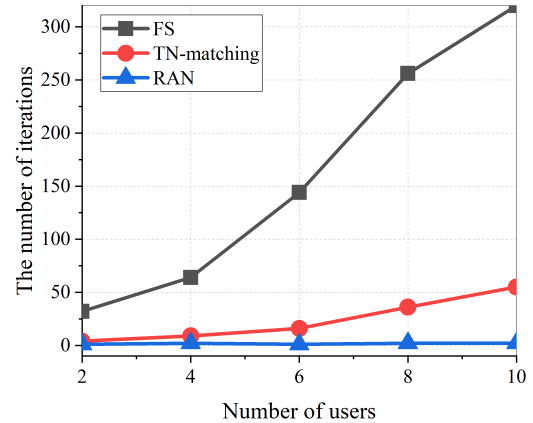 FS
TN-matching
RAN
The number of iterations
300
250
200
150
100
50
0
2
4
6
8
10
Number of users